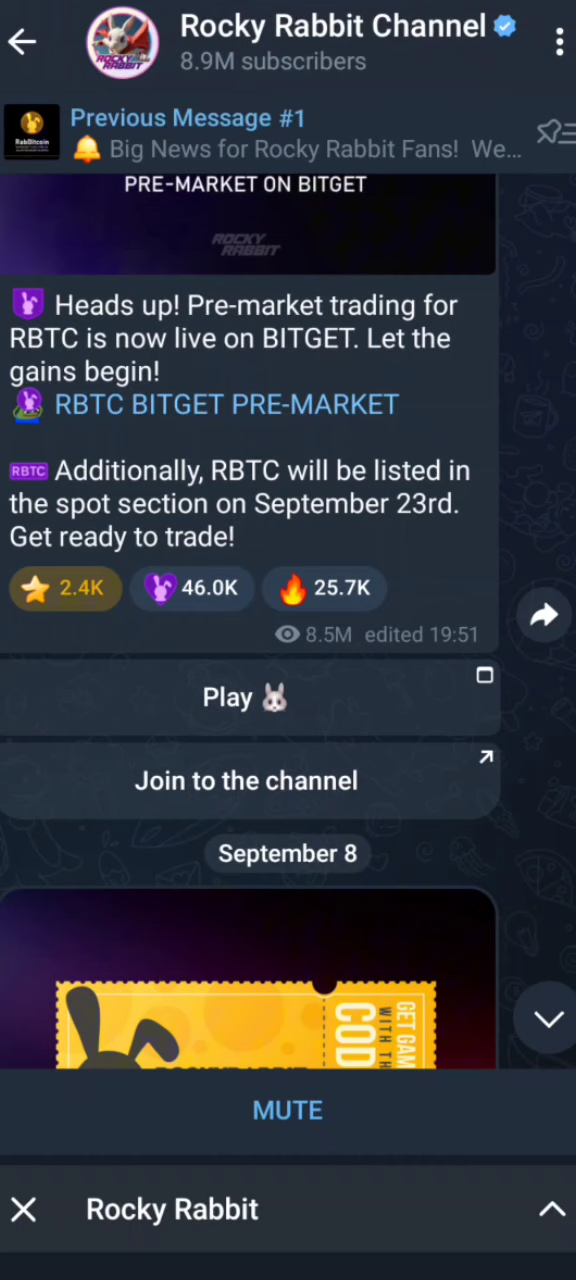 Rocky Rabbit Channel
8.9M subscribers
ROCKY
RABBIT
RabBitcoin
Previous Message #1
🔔 Big News for Rocky Rabbit Fans! We...
PRE-MARKET ON BITGET
ROCKY
RABBIT
Heads up! Pre-market trading for
RBTC is now live on BITGET. Let the
gains begin!
RBTC BITGET PRE-MARKET
RBTC Additionally, RBTC will be listed in
the spot section on September 23rd.
Get ready to trade!
⭐ 2.4K 46.0K 🔥 25.7K
8.5M edited 19:51
Play 🐰
Join to the channel
September 8
GET GAM
WITH TH
COD
MUTE
Rocky Rabbit